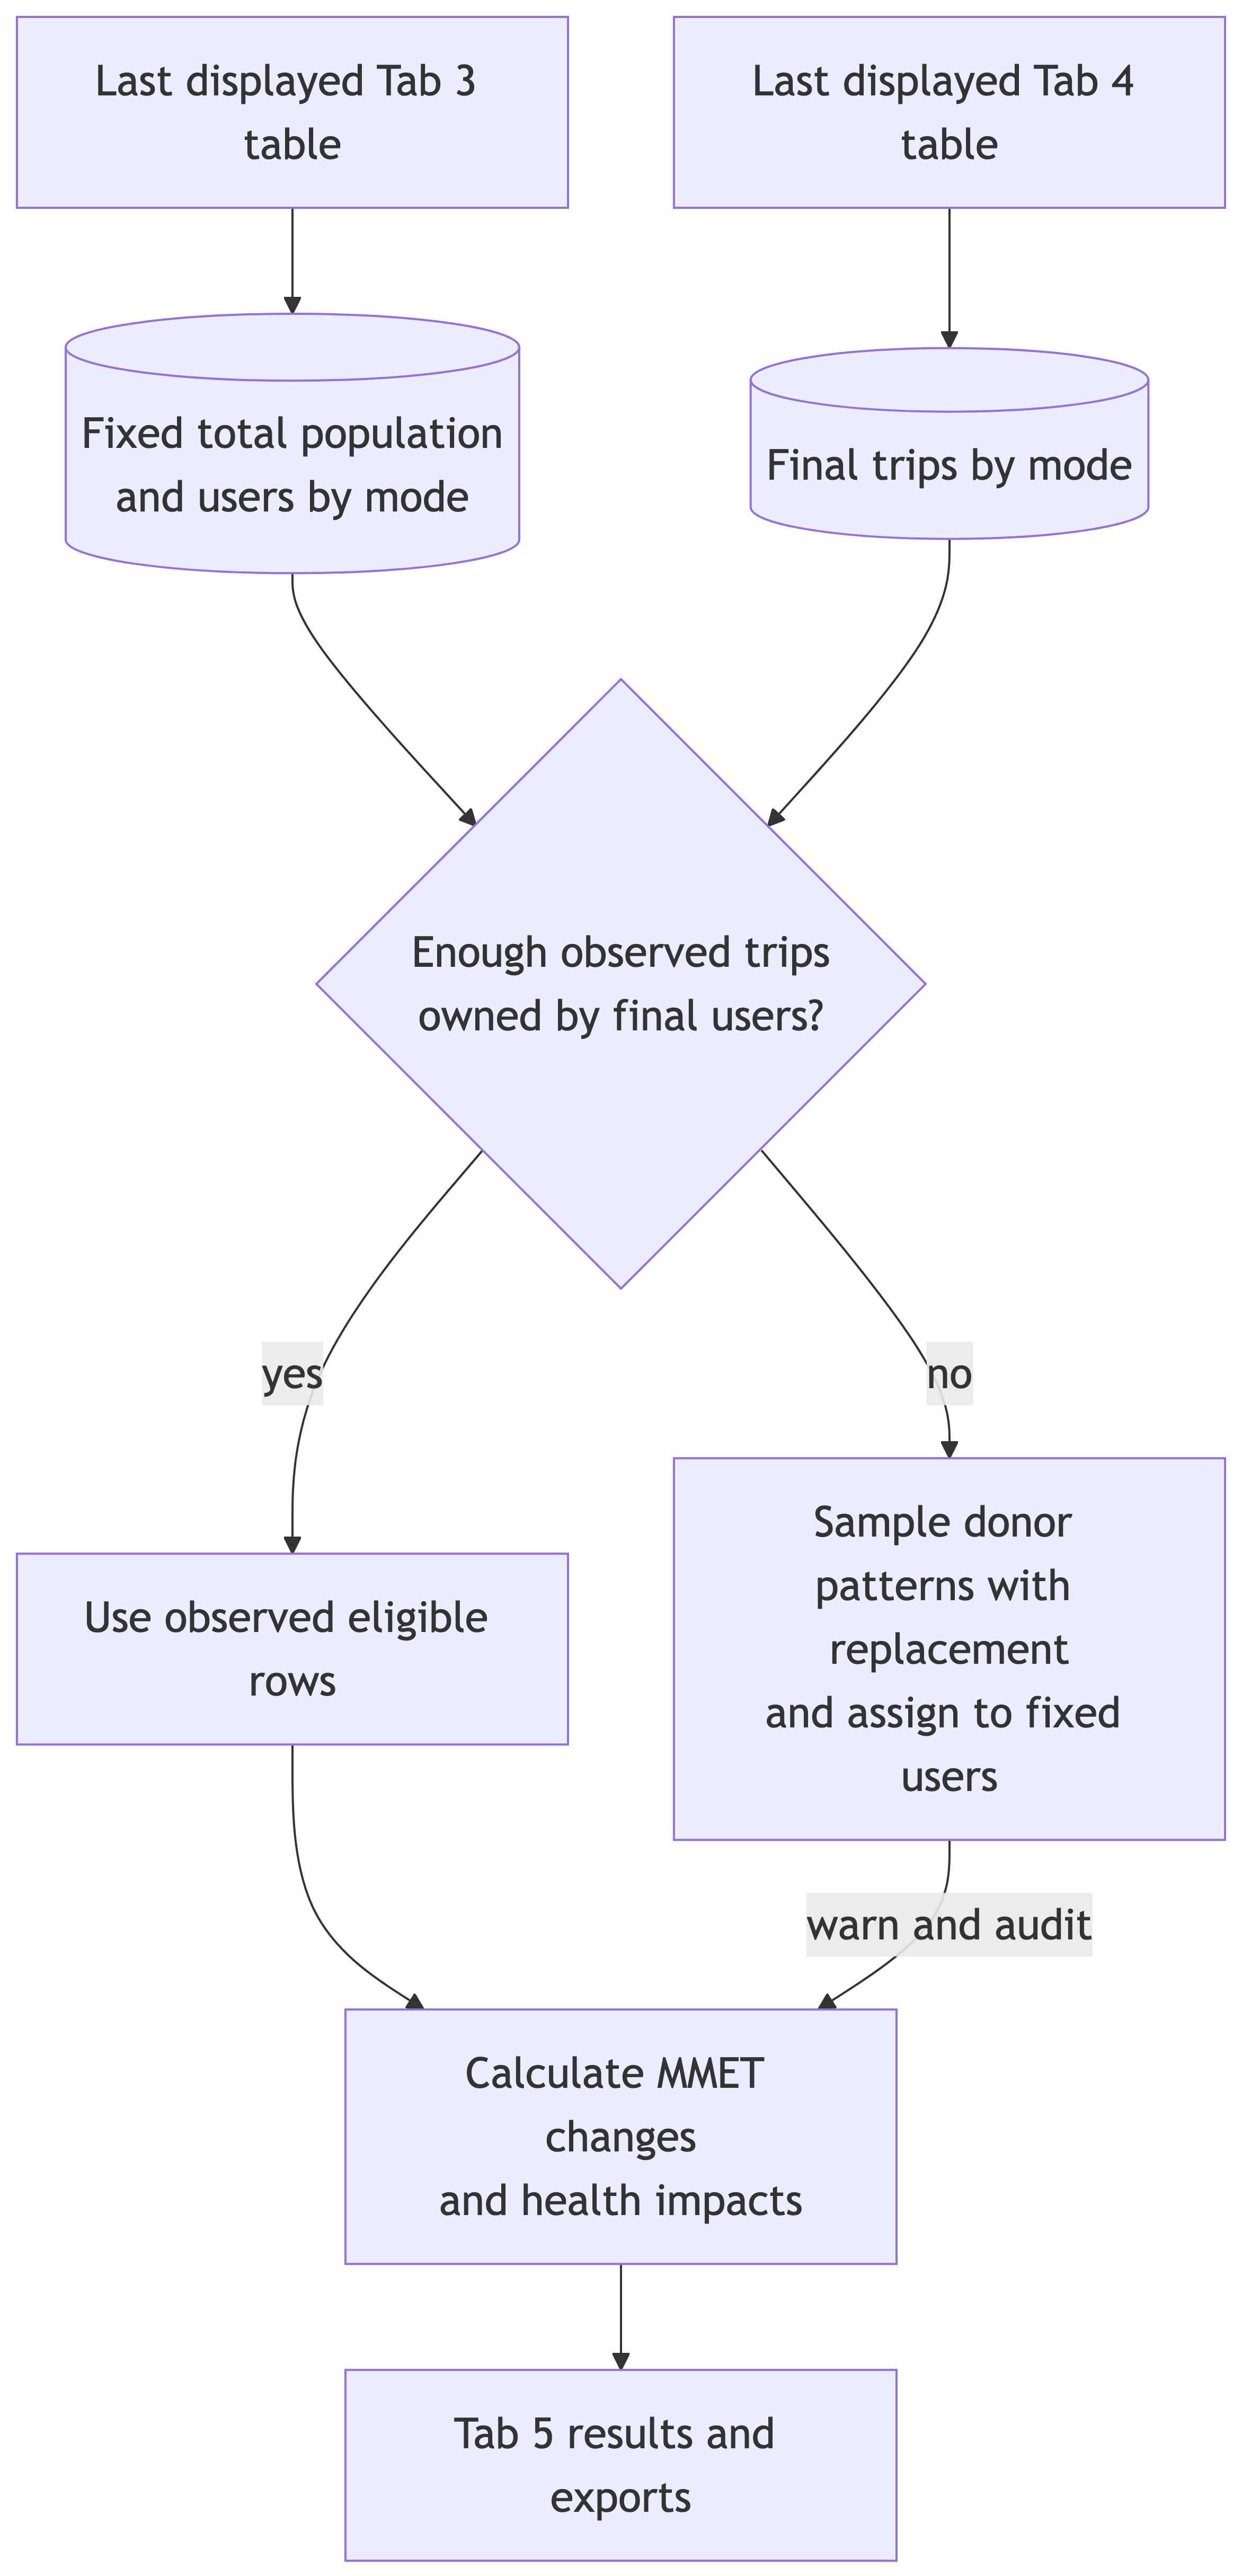 Last displayed Tab 3
table
Last displayed Tab 4
table
Fixed total population
and users by mode
Final trips by mode
Enough observed trips
owned by final users?
yes
no
Use observed eligible
rows
Sample donor
patterns with
replacement
and assign to fixed
users
warn and audit
Calculate MMET
changes
and health impacts
Tab 5 results and
exports